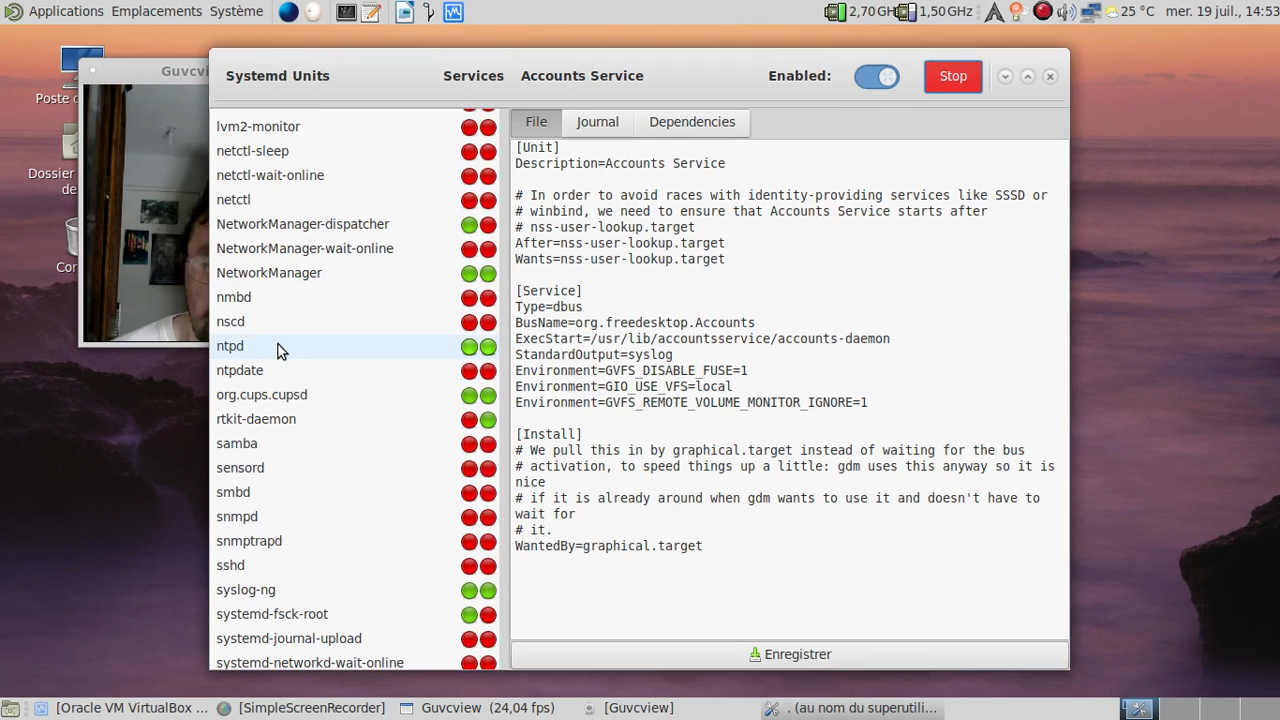 Applications Emplacements Système 2,70 GH 1,50 GHz 25 °C mer. 19 juil., 14:53
Poste
Dossier
de
Guvcview
Systemd Units Services Accounts Service Enabled: Stop
File Journal Dependencies
lvm2-monitor
netctl-sleep
netctl-wait-online
netctl
NetworkManager-dispatcher
NetworkManager-wait-online
NetworkManager
nmbd
nscd
ntpd
ntpdate
org.cups.cupsd
rtkit-daemon
samba
sensord
smbd
snmpd
snmptrapd
sshd
syslog-ng
systemd-fsck-root
systemd-journal-upload
systemd-networkd-wait-online
[Unit]
Description=Accounts Service
# In order to avoid races with identity-providing services like SSSD or
# winbind, we need to ensure that Accounts Service starts after
# nss-user-lookup.target
After=nss-user-lookup.target
Wants=nss-user-lookup.target
[Service]
Type=dbus
BusName=org.freedesktop.Accounts
ExecStart=/usr/lib/accountsservice/accounts-daemon
StandardOutput=syslog
Environment=GVFS_DISABLE_FUSE=1
Environment=GIO_USE_VFS=local
Environment=GVFS_REMOTE_VOLUME_MONITOR_IGNORE=1
[Install]
# We pull this in by graphical.target instead of waiting for the bus
# activation, to speed things up a little: gdm uses this anyway so it is
nice
# if it is already around when gdm wants to use it and doesn't have to
wait for
# it.
WantedBy=graphical.target
Enregistrer
[Oracle VM VirtualBox ... [SimpleScreenRecorder] Guvcview (24,04 fps) [Guvcview] . (au nom du superutili...